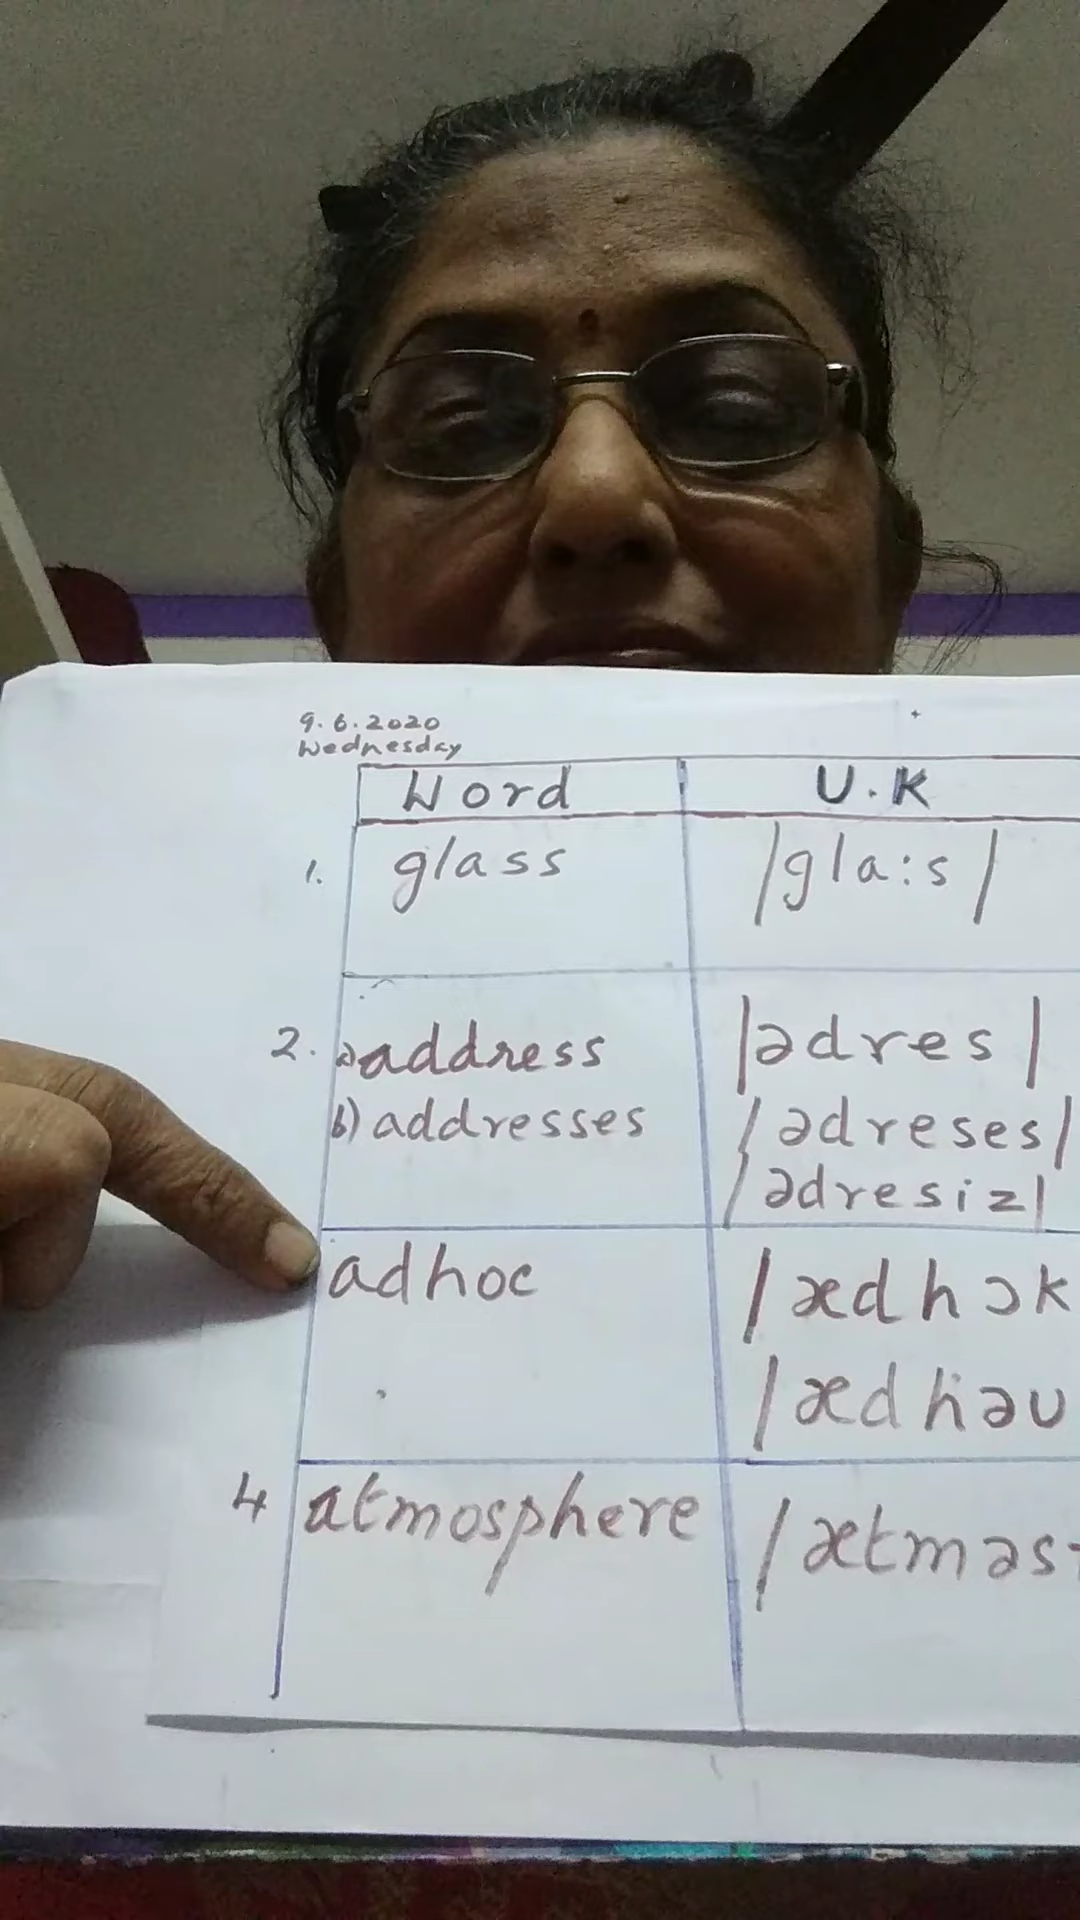 9.6.2020
Wednesday
Word U.K
1. glass /gla:s/
2. a) address /ədres/
b) addresses /ədreses/
/ədresiz/
adhoc /ædhɔk
/ædhəu
4 atmosphere /ætməs